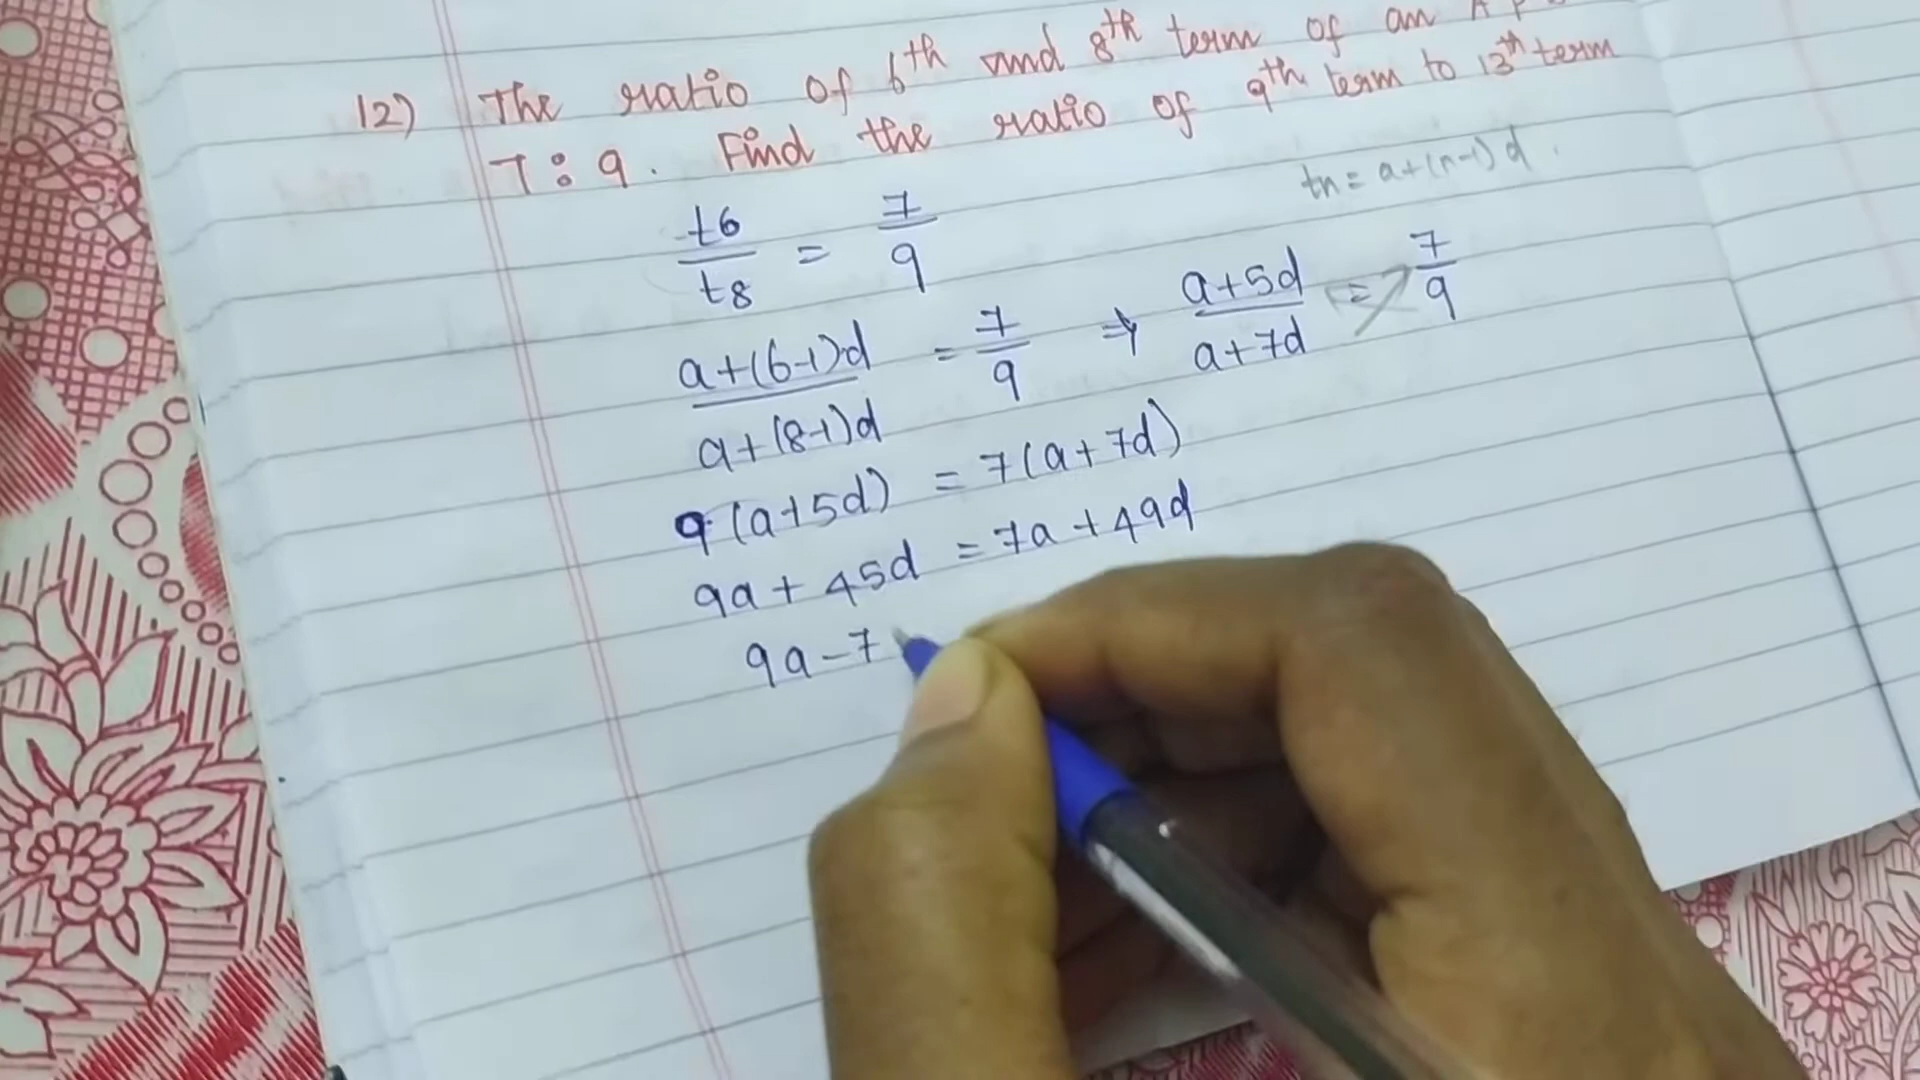 12) The ratio of 6th and 8th term of an A P
7 : 9. Find the ratio of 9th term to 13th term
tn = a+(n-1)d.
t6/t8 = 7/9
a+(6-1)d/a+(8-1)d = 7/9 ⇒ a+5d/a+7d = 7/9
9(a+5d) = 7(a+7d)
9a + 45d = 7a + 49d
9a - 7